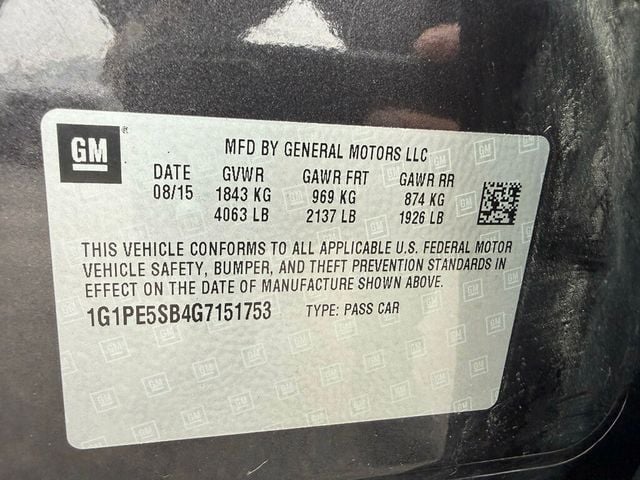 GM
MFD BY GENERAL MOTORS LLC
DATE GVWR GAWR FRT GAWR RR
08/15 1843 KG 969 KG 874 KG
4063 LB 2137 LB 1926 LB
THIS VEHICLE CONFORMS TO ALL APPLICABLE U.S. FEDERAL MOTOR
VEHICLE SAFETY, BUMPER, AND THEFT PREVENTION STANDARDS IN
EFFECT ON THE DATE OF MANUFACTURE SHOWN ABOVE.
1G1PE5SB4G7151753 TYPE: PASS CAR